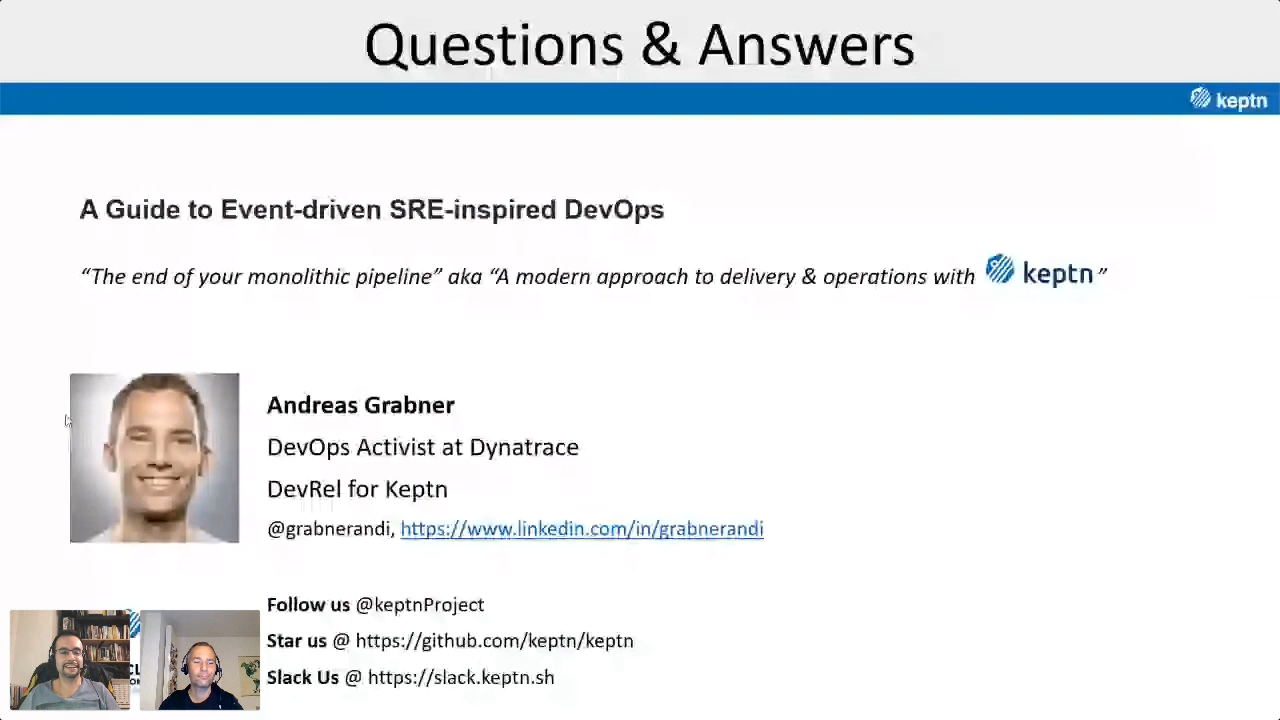 Questions & Answers
keptn
A Guide to Event-driven SRE-inspired DevOps
“The end of your monolithic pipeline” aka “A modern approach to delivery & operations with keptn”
Andreas Grabner
DevOps Activist at Dynatrace
DevRel for Keptn
@grabnerandi, https://www.linkedin.com/in/grabnerandi
Follow us @keptnProject
Star us @ https://github.com/keptn/keptn
Slack Us @ https://slack.keptn.sh